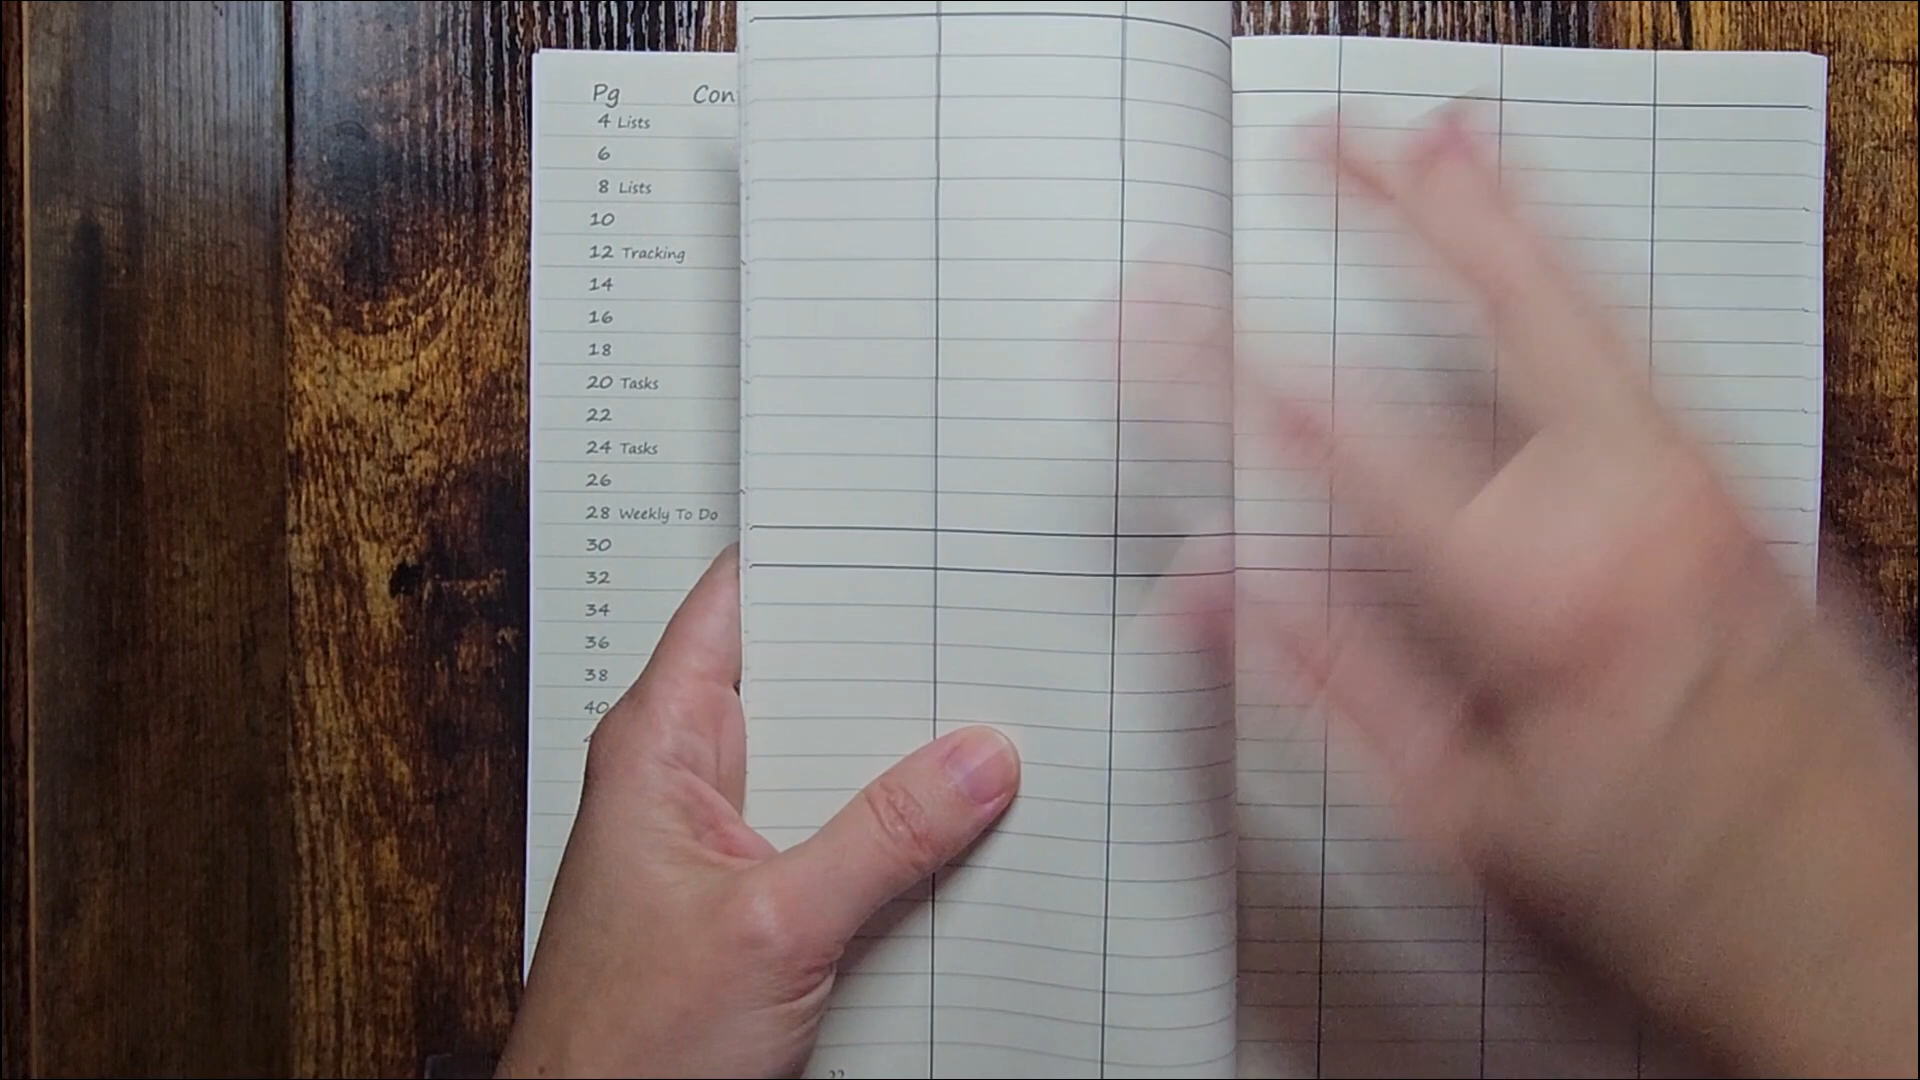 Pg Con
4 Lists
6
8 Lists
10
12 Tracking
14
16
18
20 Tasks
22
24 Tasks
26
28 Weekly To Do
30
32
34
36
38
40